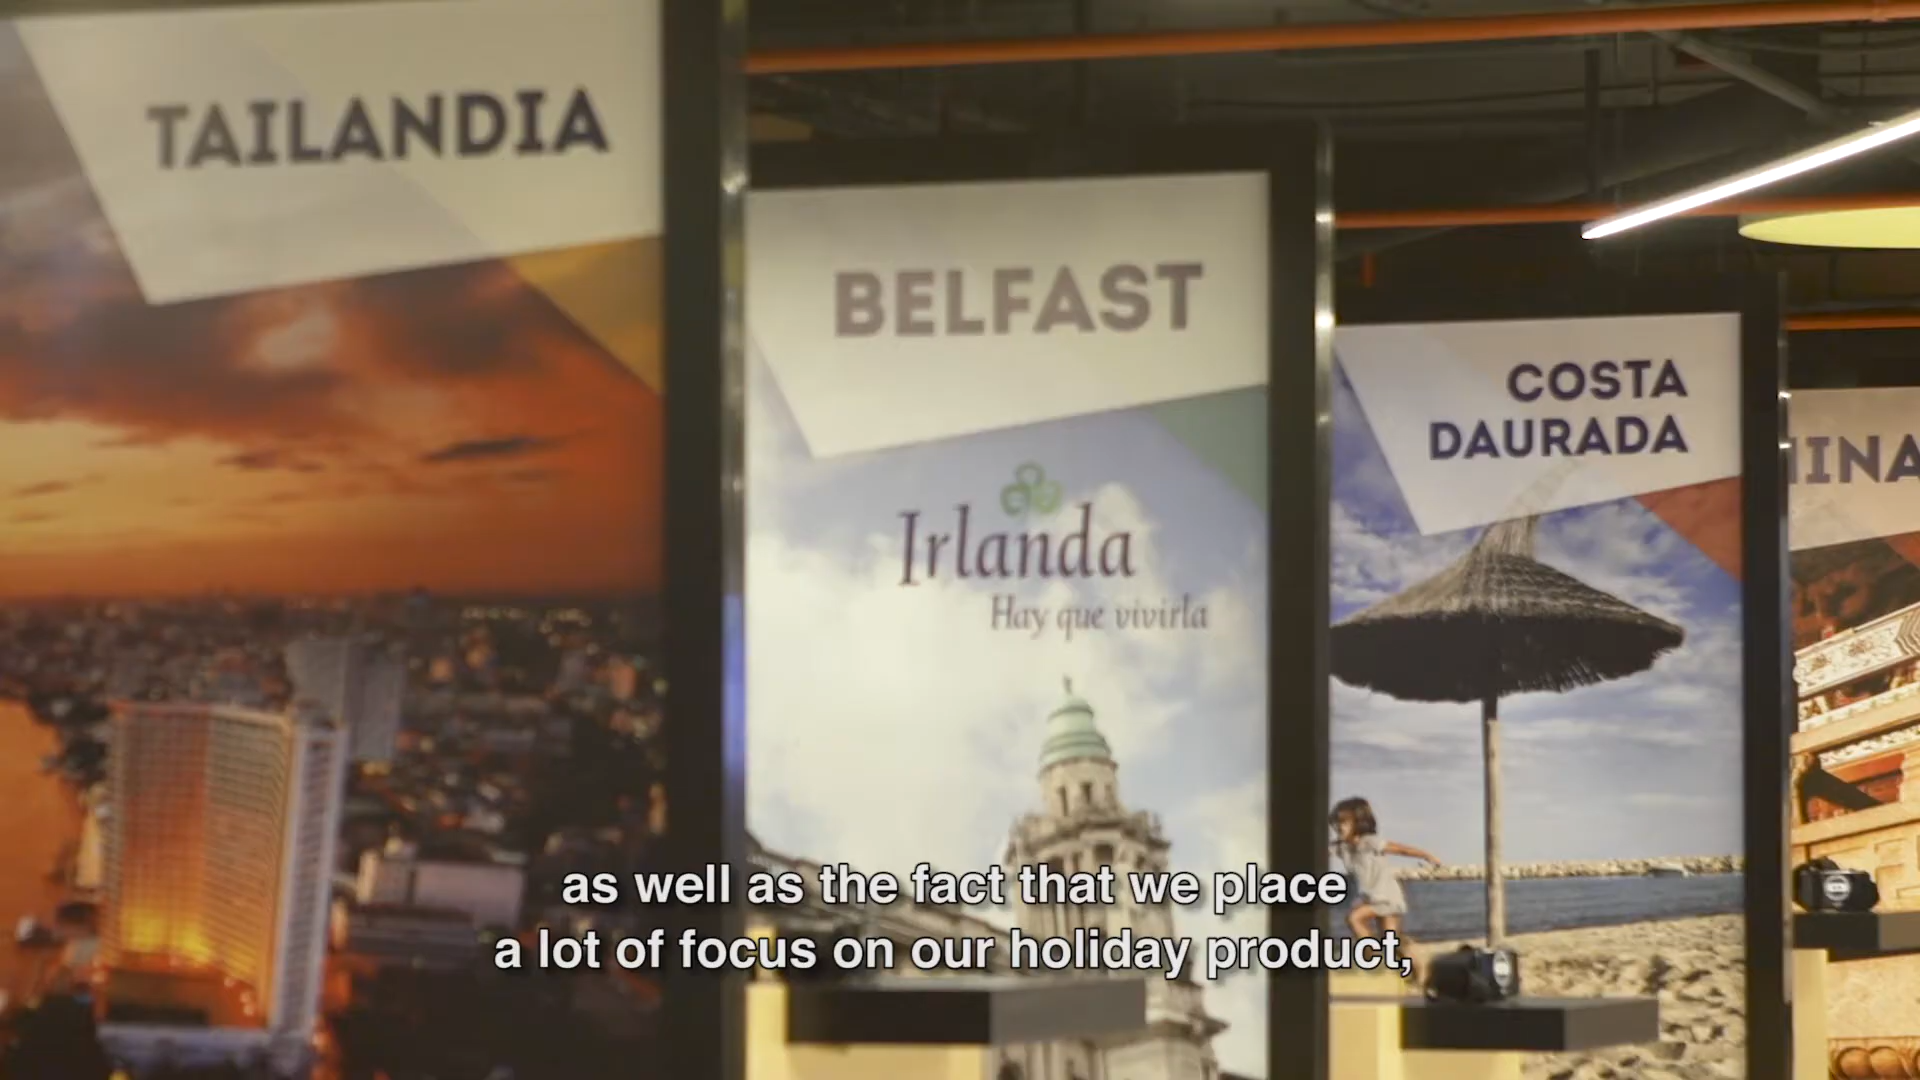 TAILANDIA
BELFAST
Irlanda
Hay que vivirla
COSTA
DAURADA
as well as the fact that we place
a lot of focus on our holiday product,